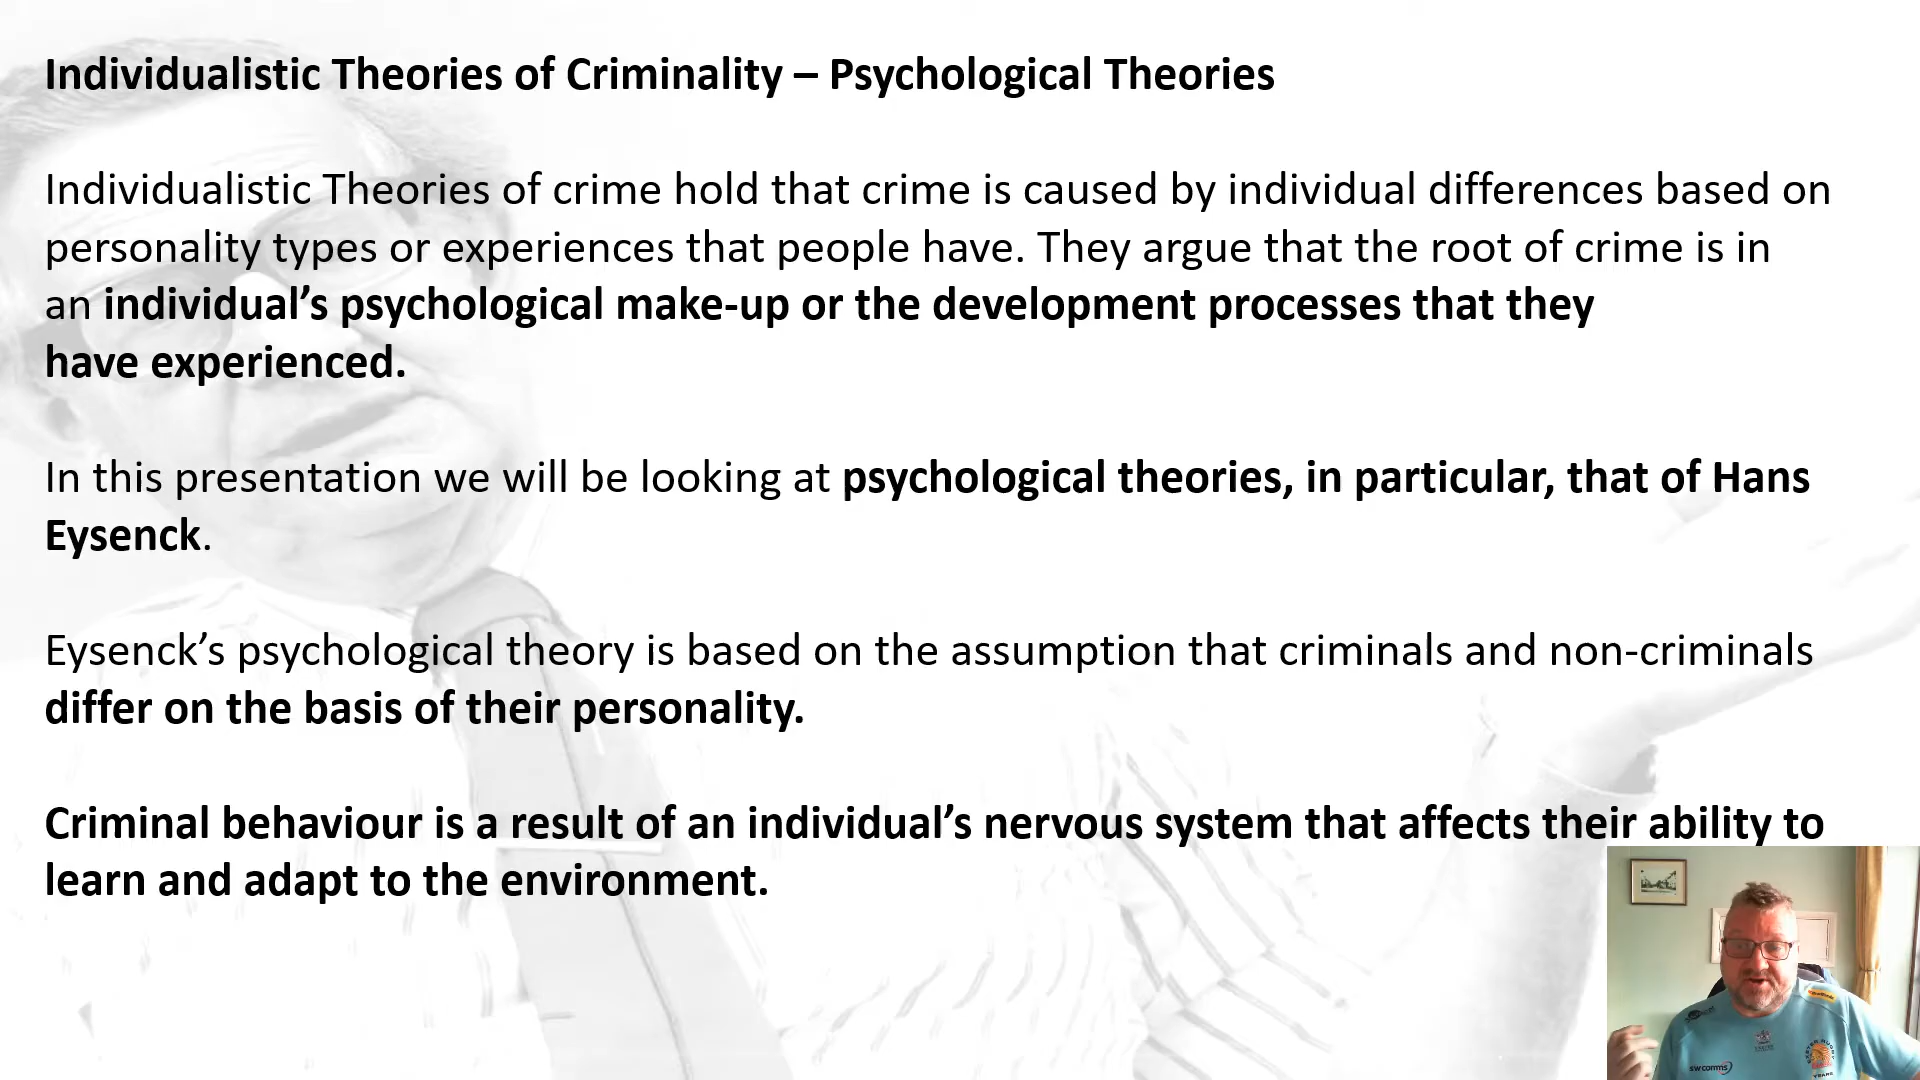 Individualistic Theories of Criminality – Psychological Theories
Individualistic Theories of crime hold that crime is caused by individual differences based on
personality types or experiences that people have. They argue that the root of crime is in
an individual’s psychological make-up or the development processes that they
have experienced.
In this presentation we will be looking at psychological theories, in particular, that of Hans
Eysenck.
Eysenck’s psychological theory is based on the assumption that criminals and non-criminals
differ on the basis of their personality.
Criminal behaviour is a result of an individual’s nervous system that affects their ability to
learn and adapt to the environment.
swcomms